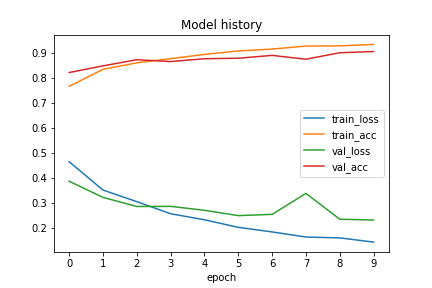 Model history
0.9
0.8
0.7
0.6
0.5
0.4
0.3
0.2
train_loss
train_acc
val_loss
val_acc
0 1 2 3 4 5 6 7 8 9
epoch